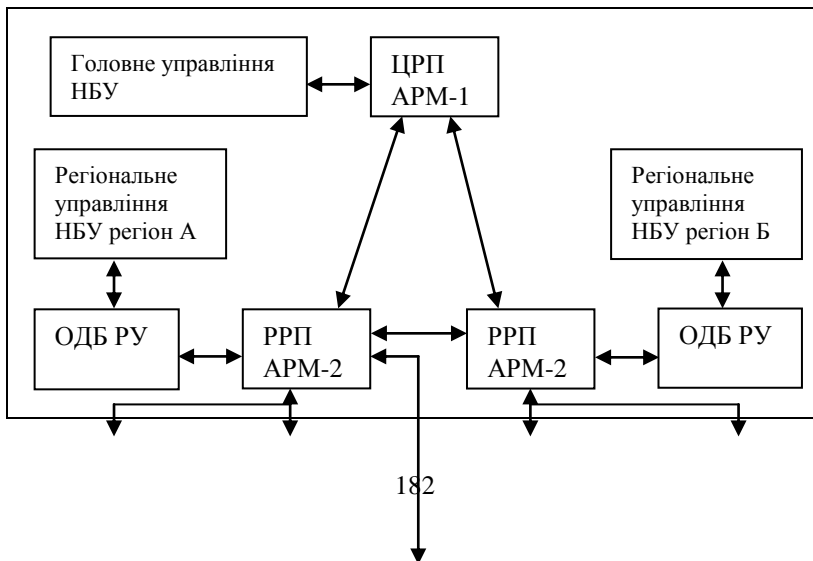 Головне управління
НБУ
ЦРП
АРМ-1
Регіональне
управління
НБУ регіон А
Регіональне
управління
НБУ регіон Б
ОДБ РУ
РРП
АРМ-2
РРП
АРМ-2
ОДБ РУ
182